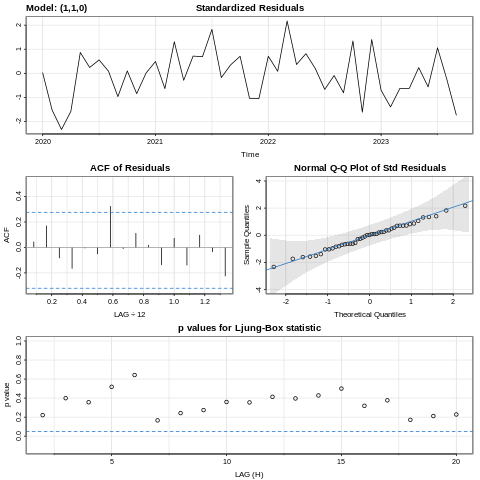 Model: (1,1,0) Standardized Residuals
2
1
0
-1
-2
2020 2021 2022 2023
Time
ACF of Residuals
ACF
0.4
0.2
0.0
-0.2
0.2 0.4 0.6 0.8 1.0 1.2
LAG ÷ 12
Normal Q-Q Plot of Std Residuals
Sample Quantiles
4
2
0
-2
-4
-2 -1 0 1 2
Theoretical Quantiles
p values for Ljung-Box statistic
p value
1.0
0.8
0.6
0.4
0.2
0.0
5 10 15 20
LAG (H)